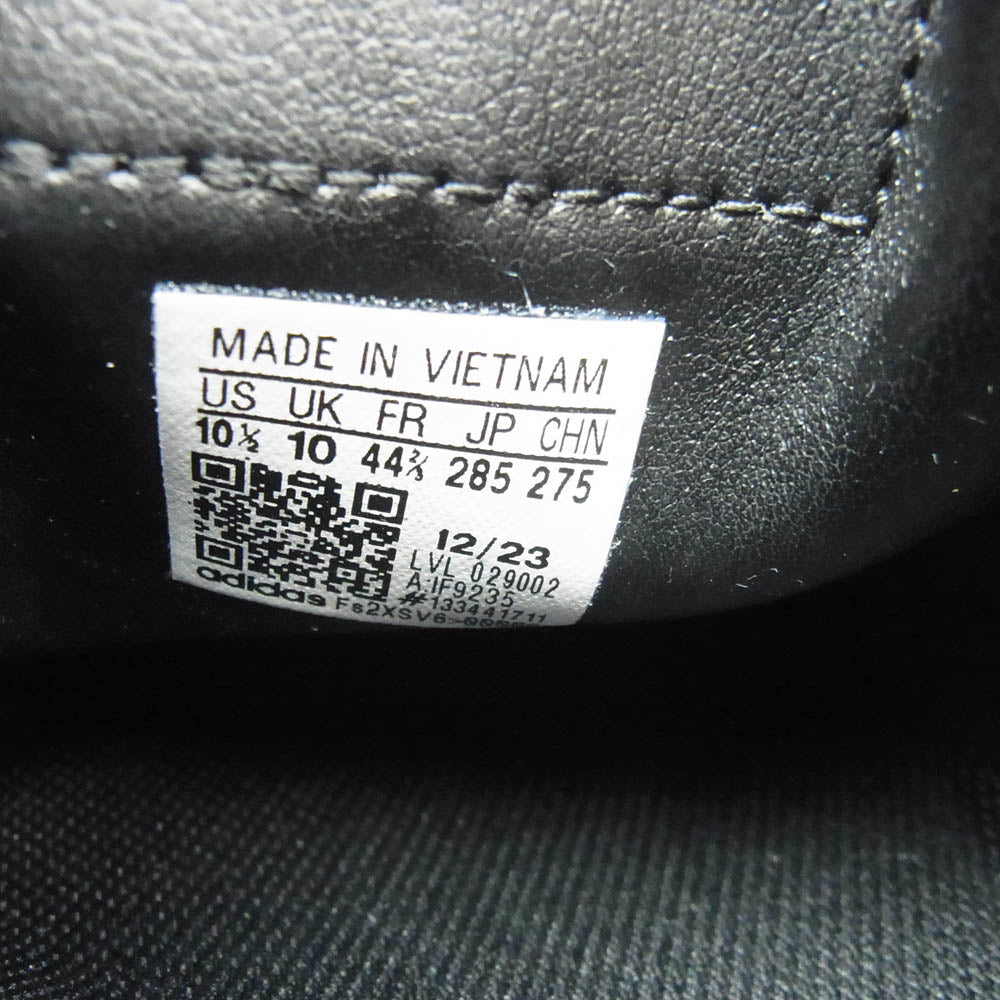 MADE IN VIETNAM
US UK FR JP CHN
10½ 10 44⅔ 285 275
12/23
LVL 029002
A:IF9235
#133441711
adidas